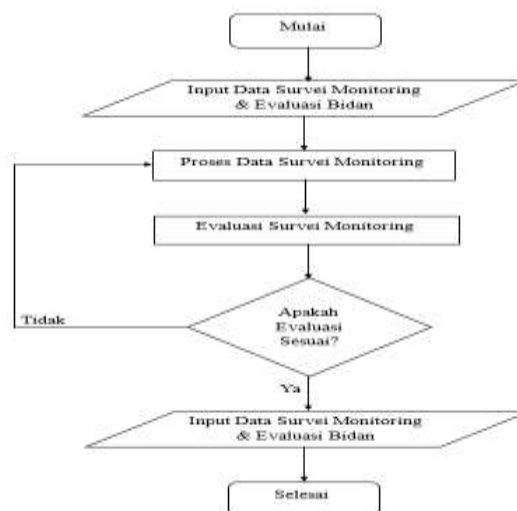 Mulai
Input Data Survei Monitoring
& Evaluasi Bidan
Proses Data Survei Monitoring
Evaluasi Survei Monitoring
Apakah
Evaluasi
Sesuai?
Tidak
Ya
Input Data Survei Monitoring
& Evaluasi Bidan
Selesai